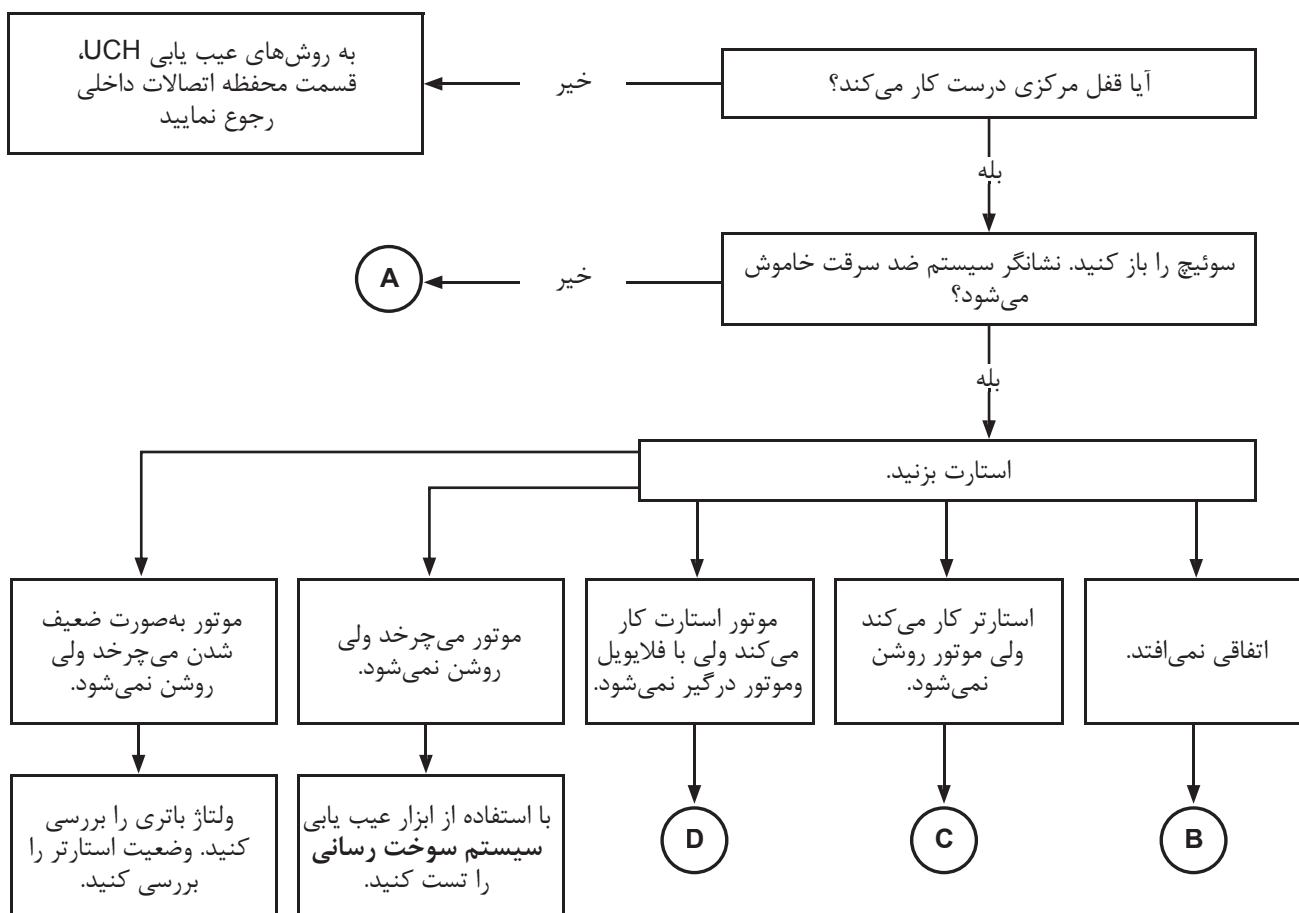 آیا قفل مرکزی درست کار می‌کند؟
خیر
به روش‌های عیب یابی UCH،
قسمت محفظه اتصالات داخلی
رجوع نمایید
بله
سوئیچ را باز کنید. نشانگر سیستم ضد سرقت خاموش
می‌شود؟
خیر
A
بله
استارت بزنید.
اتفاقی نمی‌افتد.
استارتر کار می‌کند
ولی موتور روشن
نمی‌شود.
موتور استارت کار
می‌کند ولی با فلایویل
وموتور درگیر نمی‌شود.
موتور می‌چرخد ولی
روشن نمی‌شود.
موتور به‌صورت ضعیف
شدن می‌چرخد ولی
روشن نمی‌شود.
B
C
D
با استفاده از ابزار عیب یابی
سیستم سوخت رسانی
را تست کنید.
ولتاژ باتری را بررسی
کنید. وضعیت استارتر را
بررسی کنید.